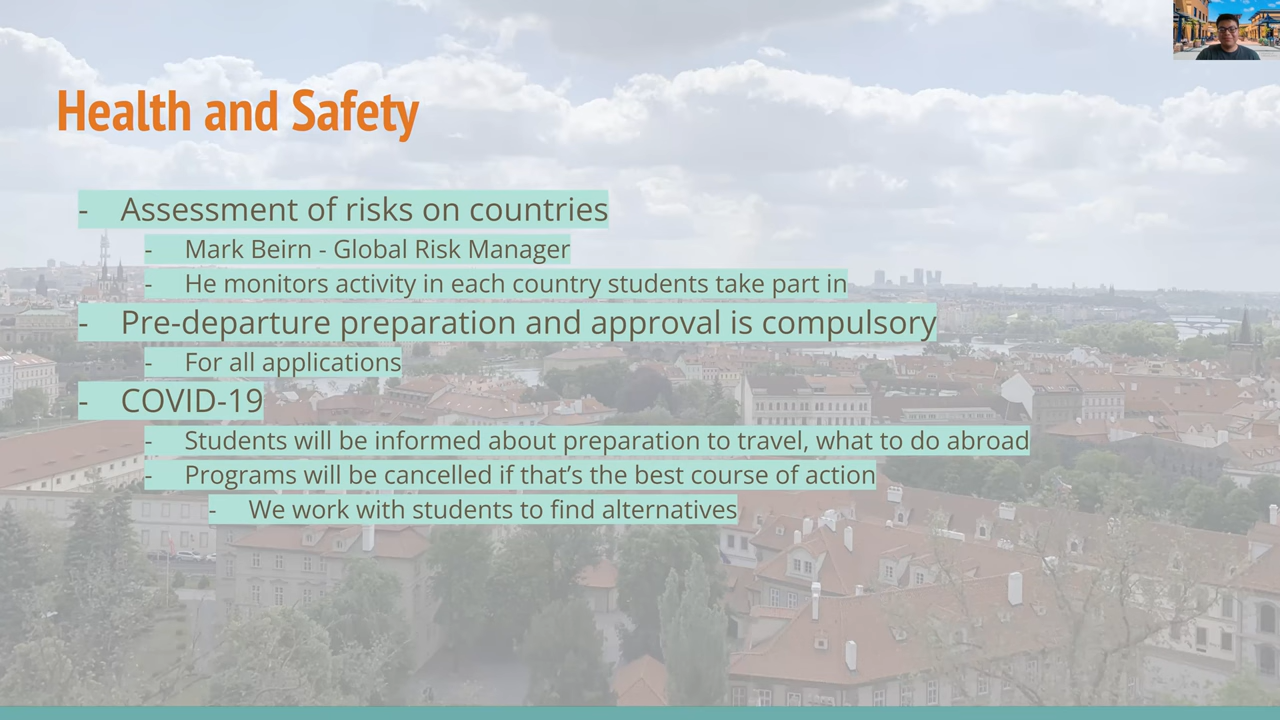 Health and Safety
- Assessment of risks on countries
- Mark Beirn - Global Risk Manager
- He monitors activity in each country students take part in
- Pre-departure preparation and approval is compulsory
- For all applications
- COVID-19
- Students will be informed about preparation to travel, what to do abroad
- Programs will be cancelled if that’s the best course of action
- We work with students to find alternatives